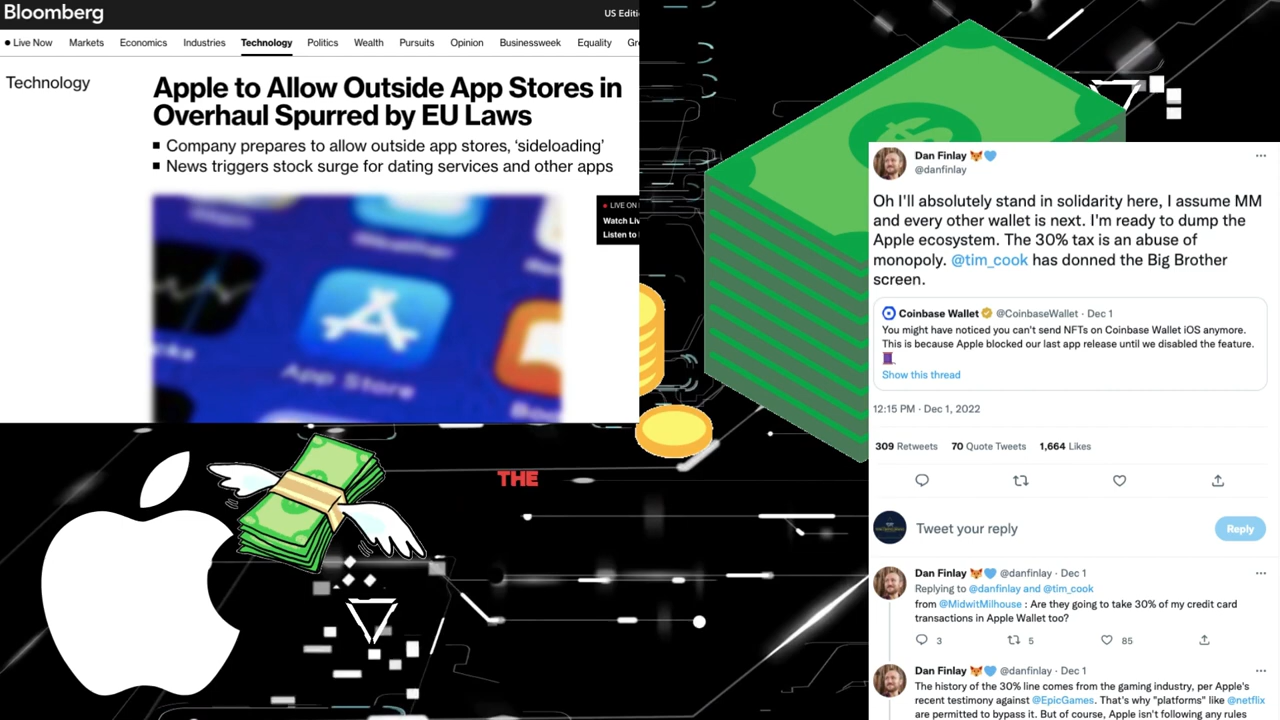 Bloomberg
US Editi
Live Now Markets Economics Industries Technology Politics Wealth Pursuits Opinion Businessweek Equality Gr
Technology
Apple to Allow Outside App Stores in
Overhaul Spurred by EU Laws
Company prepares to allow outside app stores, ‘sideloading’
News triggers stock surge for dating services and other apps
LIVE ON
Watch Liv
Listen to
Weather
App Store
THE
Dan Finlay 🦊💙
@danfinlay
Oh I'll absolutely stand in solidarity here, I assume MM
and every other wallet is next. I'm ready to dump the
Apple ecosystem. The 30% tax is an abuse of
monopoly. @tim_cook has donned the Big Brother
screen.
Coinbase Wallet @CoinbaseWallet · Dec 1
You might have noticed you can't send NFTs on Coinbase Wallet iOS anymore.
This is because Apple blocked our last app release until we disabled the feature.
🧵
Show this thread
12:15 PM · Dec 1, 2022
309 Retweets 70 Quote Tweets 1,664 Likes
Tweet your reply
Reply
Dan Finlay 🦊💙 @danfinlay · Dec 1
Replying to @danfinlay and @tim_cook
from @MidwitMilhouse : Are they going to take 30% of my credit card
transactions in Apple Wallet too?
3 5 85
Dan Finlay 🦊💙 @danfinlay · Dec 1
The history of the 30% line comes from the gaming industry, per Apple's
recent testimony against @EpicGames. That's why "platforms" like @netflix
are permitted to bypass it. But of course, Apple isn't following any rules